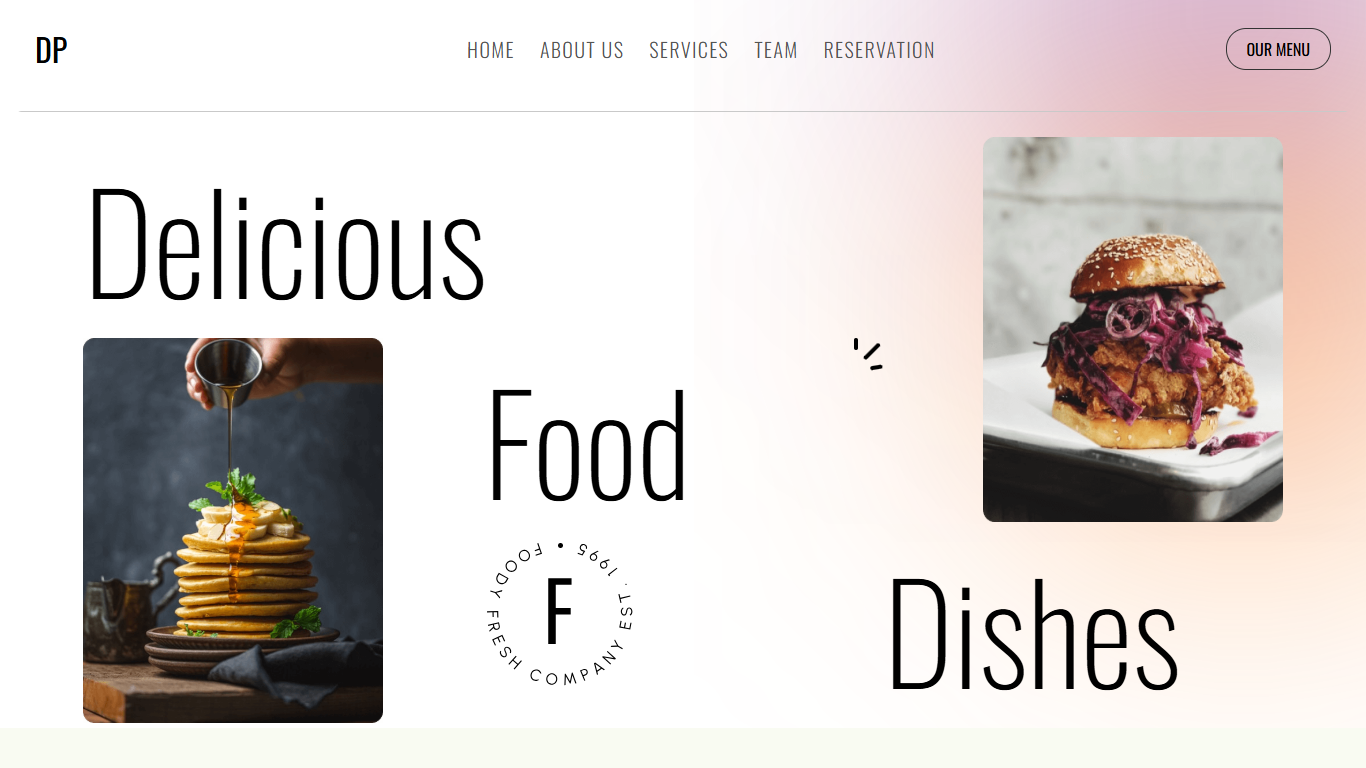 DP
HOME ABOUT US SERVICES TEAM RESERVATION
OUR MENU
Delicious
Food
Dishes
FOODY FRESH COMPANY EST . 1995 •
F